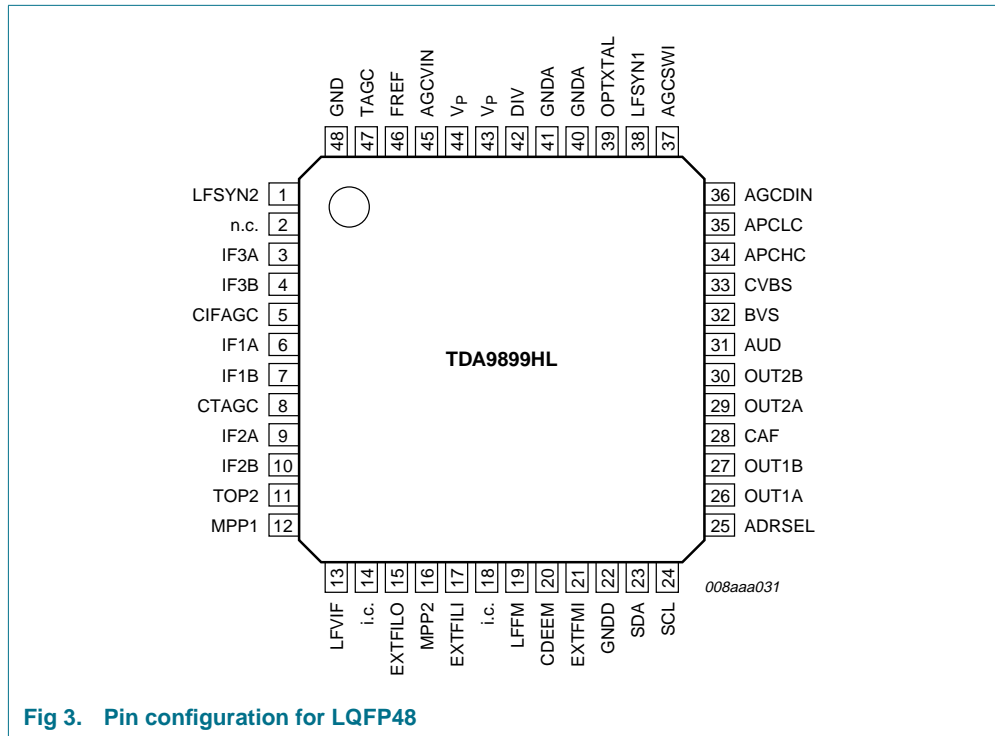 GND
TAGC
FREF
AGCVIN
VP
VP
DIV
GNDA
GNDA
OPTXTAL
LFSYN1
AGCSWI
48
47
46
45
44
43
42
41
40
39
38
37
LFSYN2 1
n.c. 2
IF3A 3
IF3B 4
CIFAGC 5
IF1A 6
IF1B 7
CTAGC 8
IF2A 9
IF2B 10
TOP2 11
MPP1 12
TDA9899HL
36 AGCDIN
35 APCLC
34 APCHC
33 CVBS
32 BVS
31 AUD
30 OUT2B
29 OUT2A
28 CAF
27 OUT1B
26 OUT1A
25 ADRSEL
13
14
15
16
17
18
19
20
21
22
23
24
LFVIF
i.c.
EXTFILO
MPP2
EXTFILI
i.c.
LFFM
CDEEM
EXTFMI
GNDD
SDA
SCL
008aaa031
Fig 3. Pin configuration for LQFP48